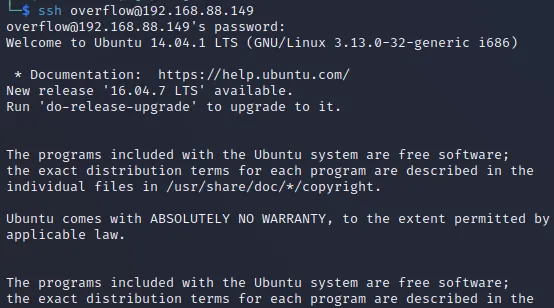 └─$ ssh overflow@192.168.88.149
overflow@192.168.88.149's password:
Welcome to Ubuntu 14.04.1 LTS (GNU/Linux 3.13.0-32-generic i686)
* Documentation:  https://help.ubuntu.com/
New release '16.04.7 LTS' available.
Run 'do-release-upgrade' to upgrade to it.
The programs included with the Ubuntu system are free software;
the exact distribution terms for each program are described in the
individual files in /usr/share/doc/*/copyright.
Ubuntu comes with ABSOLUTELY NO WARRANTY, to the extent permitted by
applicable law.
The programs included with the Ubuntu system are free software;
the exact distribution terms for each program are described in the